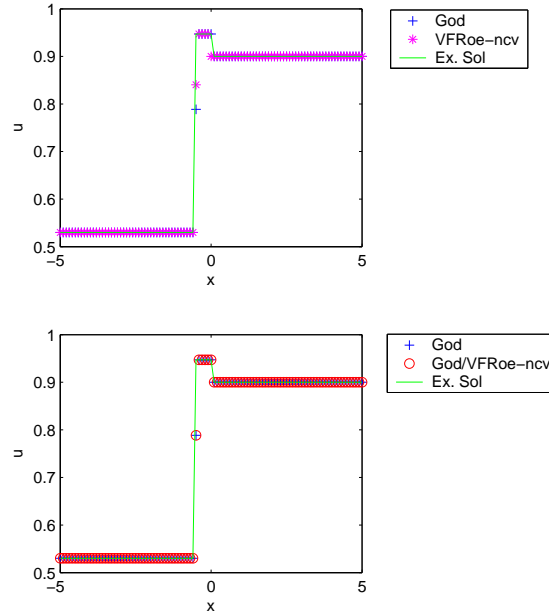 1
0.9
0.8
0.7
0.6
0.5
−5
0
5
x
u
God
VFRoe−ncv
Ex. Sol
1
0.9
0.8
0.7
0.6
0.5
−5
0
5
x
u
God
God/VFRoe−ncv
Ex. Sol